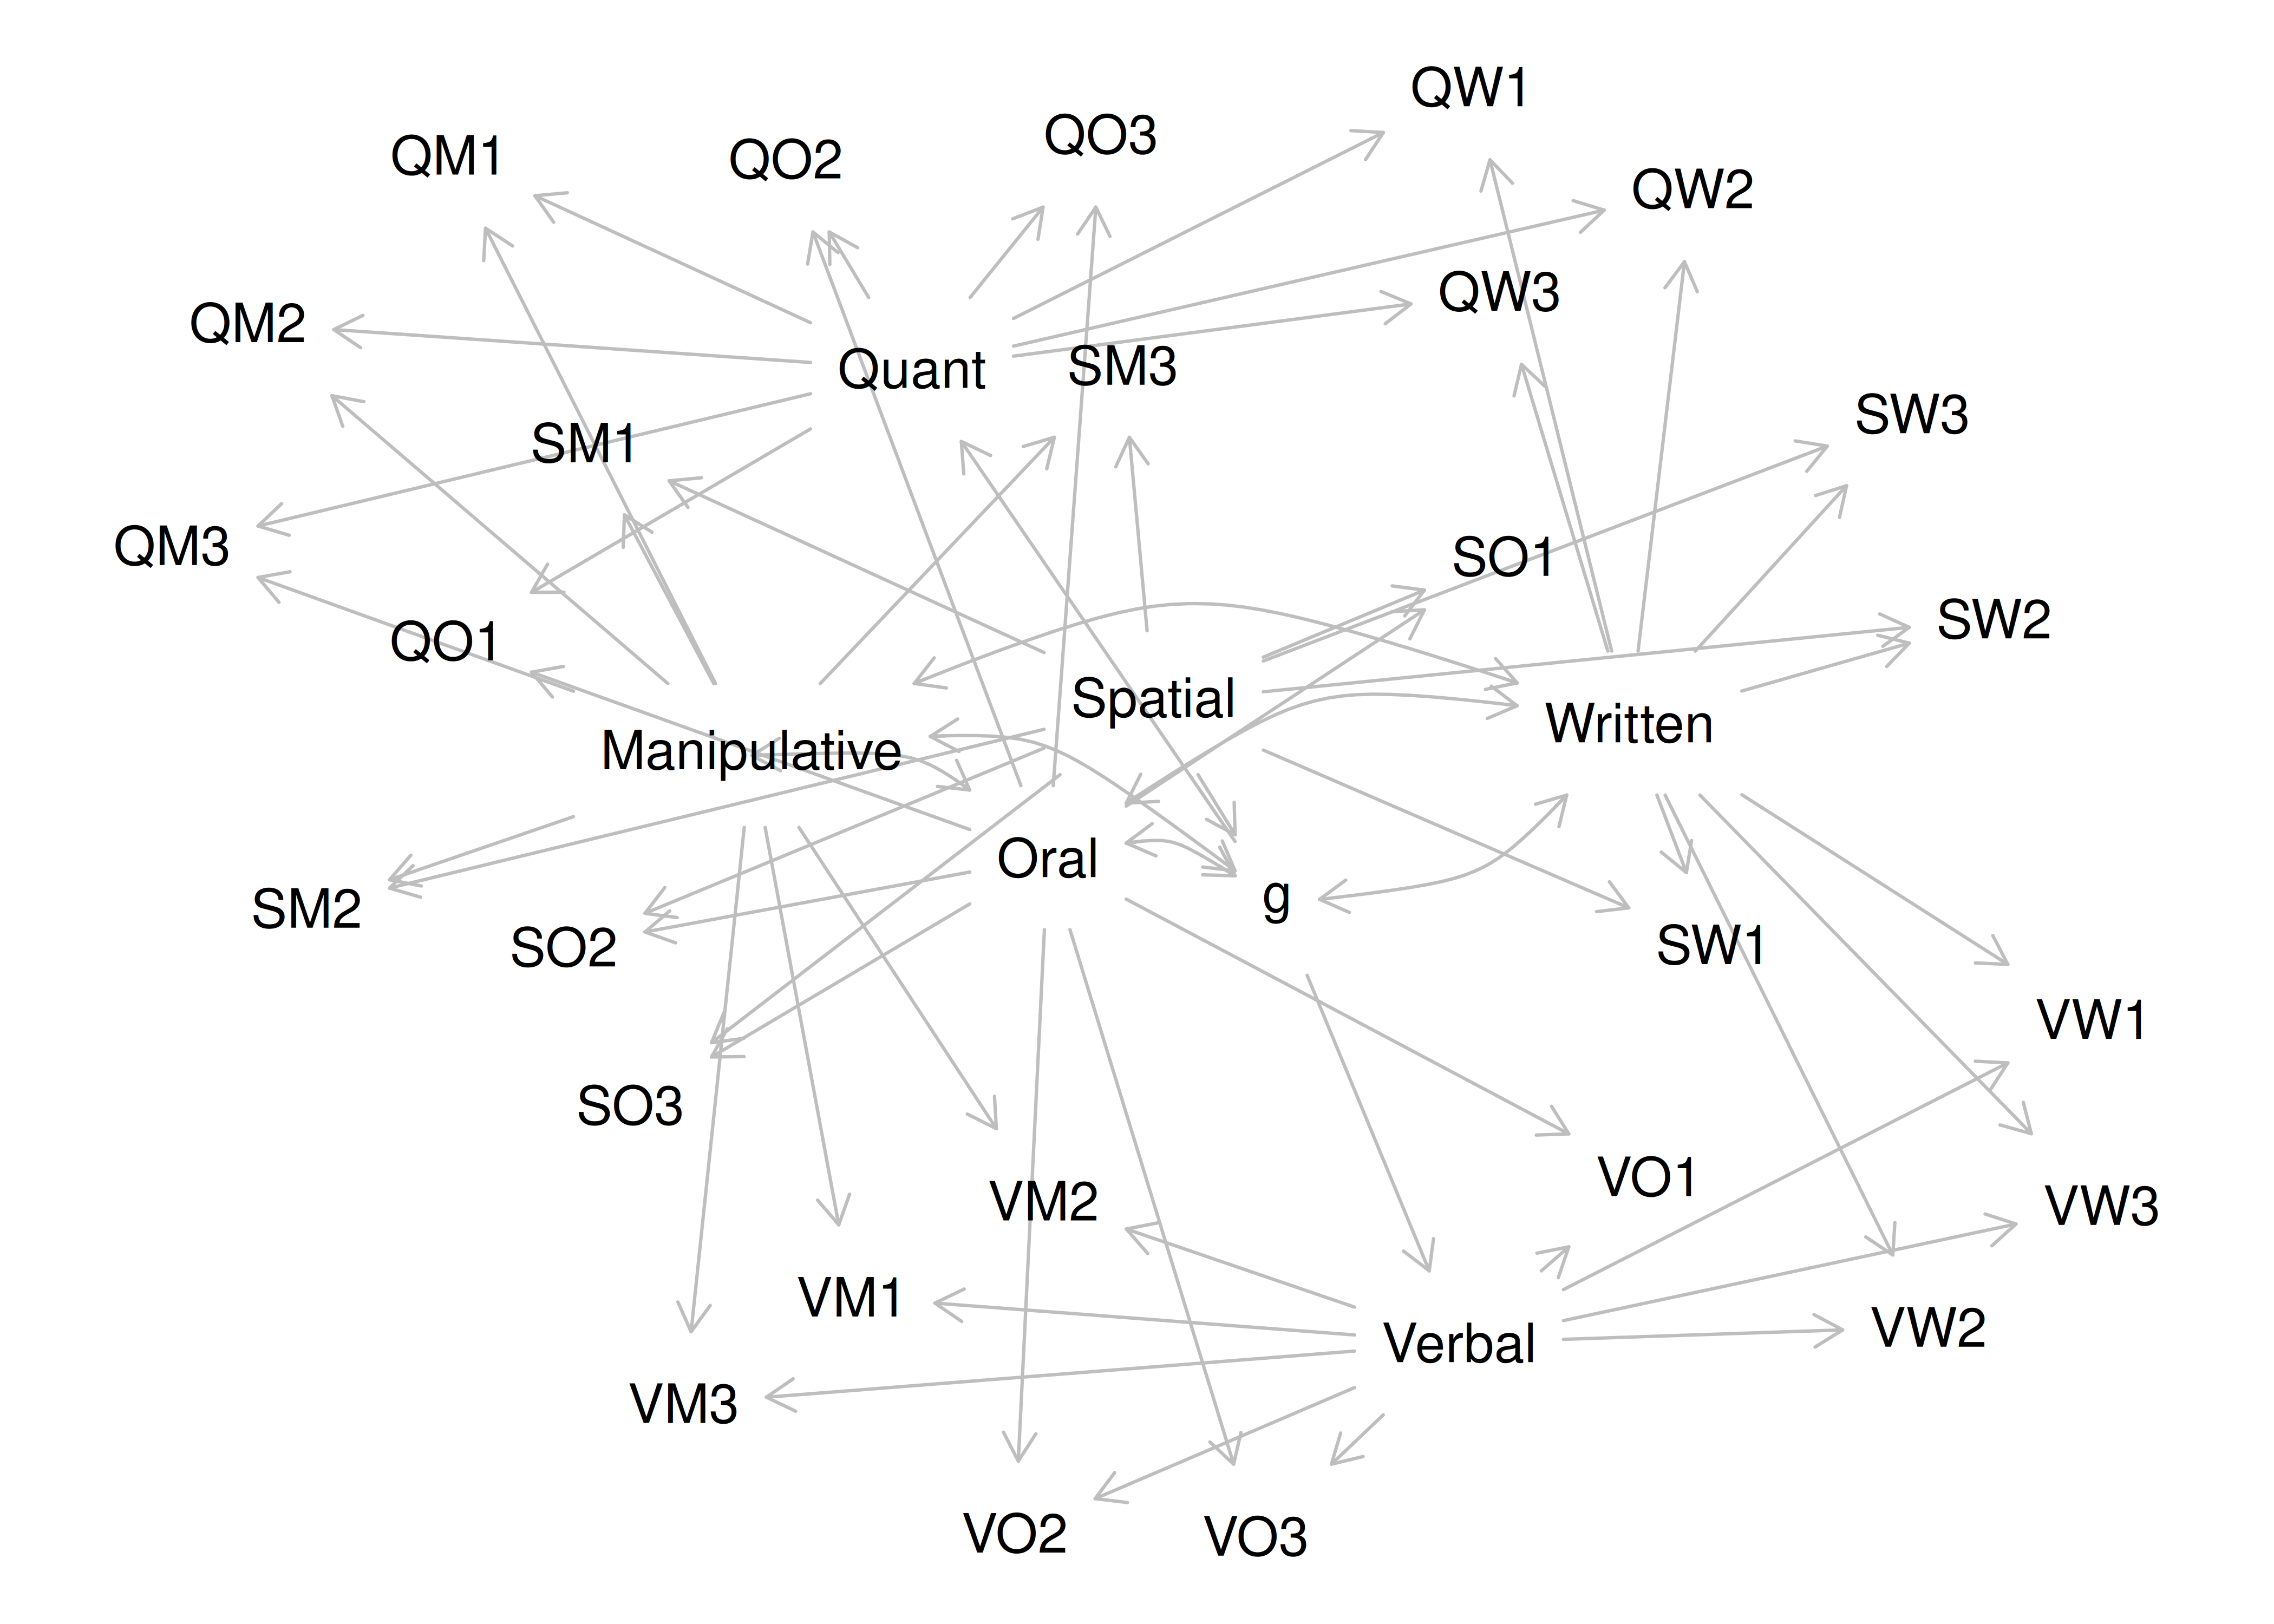 QW1
QO3
QM1
QO2
QW2
QW3
QM2
Quant
SM3
SW3
SM1
SO1
QM3
SW2
QO1
Spatial
Written
Manipulative
Oral
g
SM2
SO2
SW1
VW1
SO3
VO1
VM2
VW3
VM1
VW2
Verbal
VM3
VO2
VO3